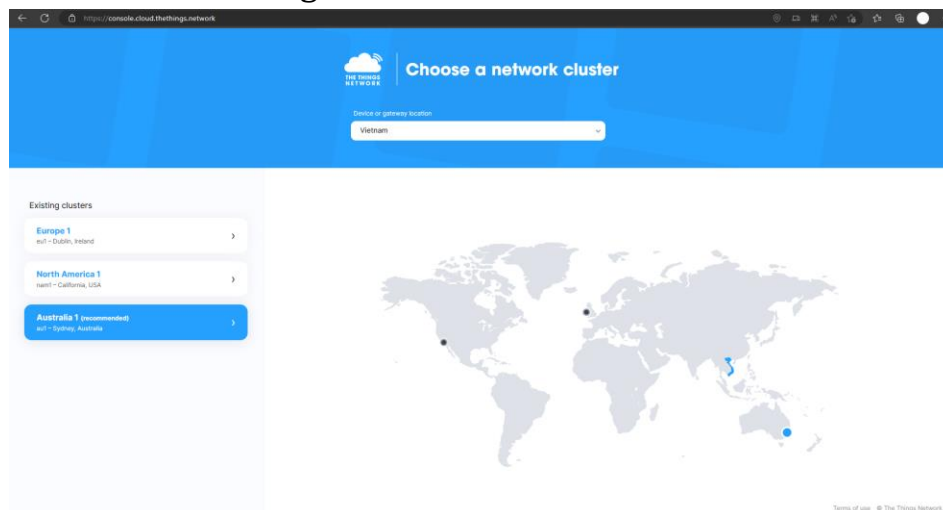 https://console.cloud.thethings.network
THE THINGS
NETWORK
Choose a network cluster
Device or gateway location
Vietnam
Existing clusters
Europe 1
eu1 – Dublin, Ireland
North America 1
nam1 – California, USA
Australia 1 (recommended)
au1 – Sydney, Australia
Terms of use © The Things Network